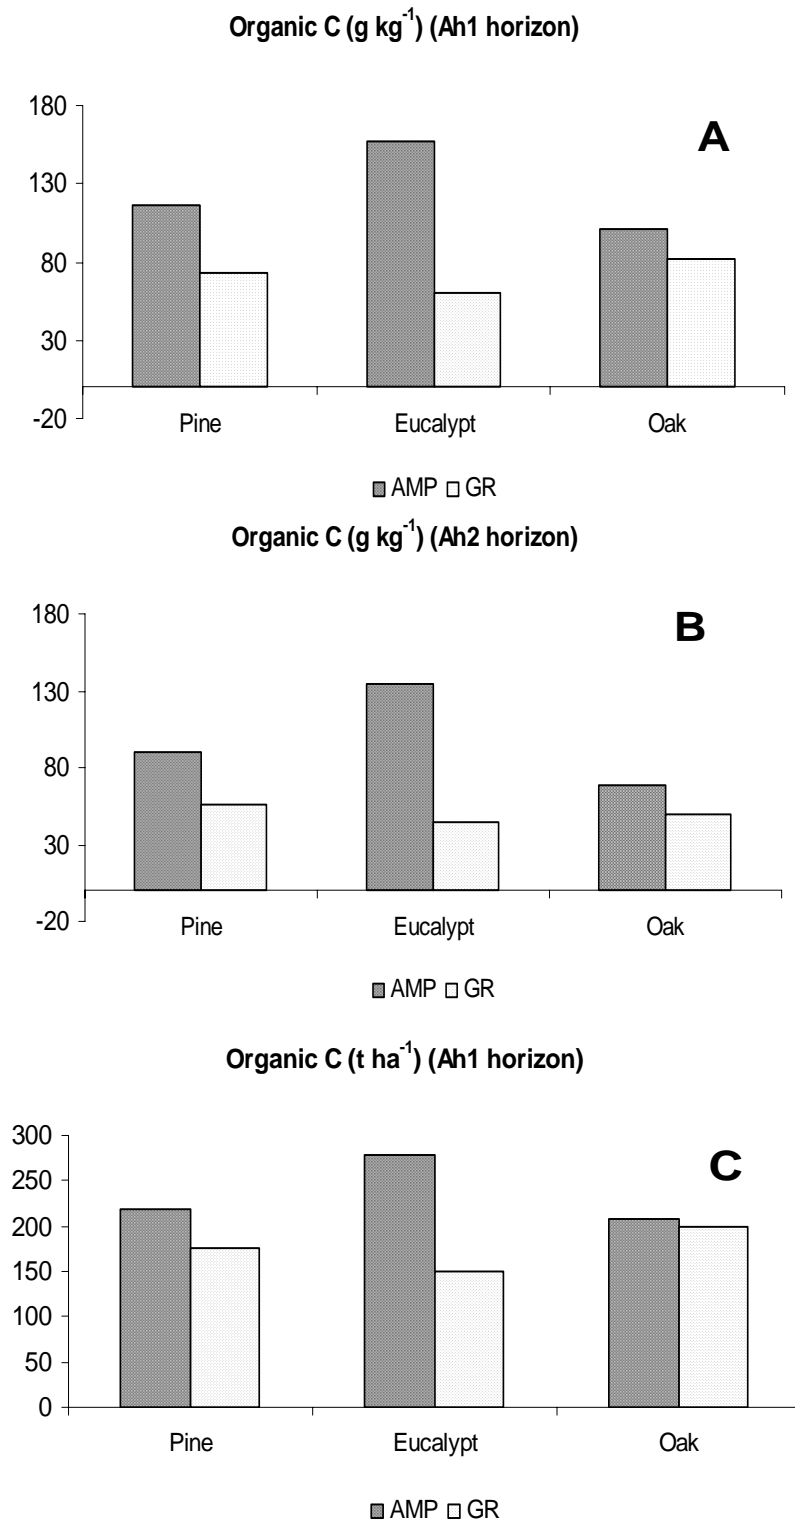 Organic C (g kg⁻¹) (Ah1 horizon)
A
180
130
80
30
-20
Pine Eucalypt Oak
AMP GR
Organic C (g kg⁻¹) (Ah2 horizon)
B
180
130
80
30
-20
Pine Eucalypt Oak
AMP GR
Organic C (t ha⁻¹) (Ah1 horizon)
C
300
250
200
150
100
50
0
Pine Eucalypt Oak
AMP GR